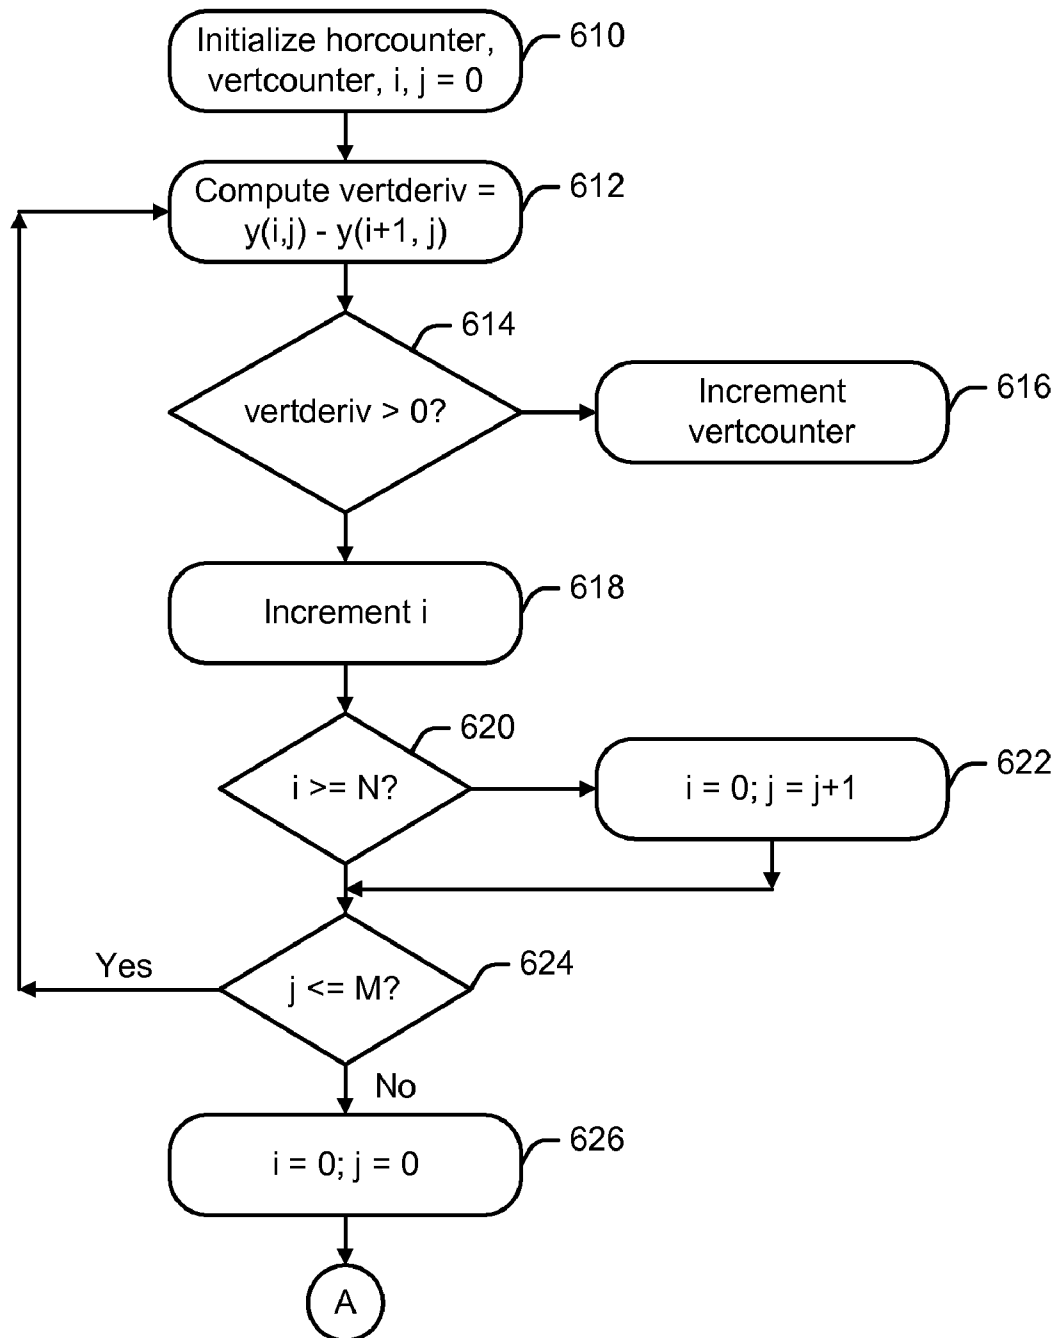 Initialize horcounter,
vertcounter, i, j = 0
610
Compute vertderiv =
y(i,j) - y(i+1, j)
612
614
vertderiv > 0?
Increment
vertcounter
616
Increment i
618
620
i >= N?
i = 0; j = j+1
622
Yes
j <= M?
624
No
i = 0; j = 0
626
A